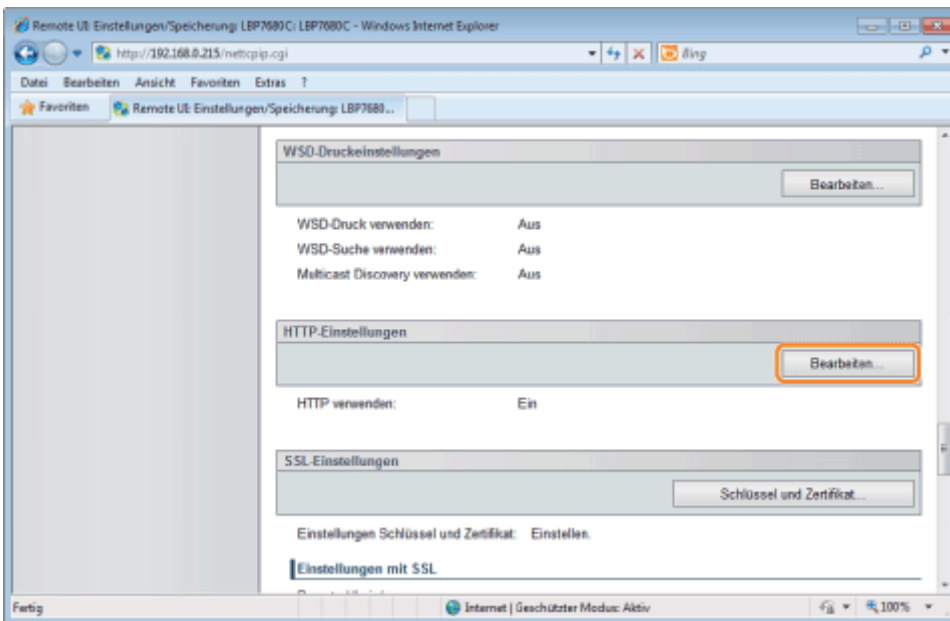 Remote UI: Einstellungen/Speicherung: LBP7680C: LBP7680C - Windows Internet Explorer
http://192.168.0.215/nettcpip.cgi
Bing
Datei Bearbeiten Ansicht Favoriten Extras ?
Favoriten Remote UI: Einstellungen/Speicherung: LBP7680...
WSD-Druckeinstellungen
Bearbeiten...
WSD-Druck verwenden: Aus
WSD-Suche verwenden: Aus
Multicast Discovery verwenden: Aus
HTTP-Einstellungen
Bearbeiten...
HTTP verwenden: Ein
SSL-Einstellungen
Schlüssel und Zertifikat...
Einstellungen Schlüssel und Zertifikat: Einstellen.
Einstellungen mit SSL
Fertig Internet | Geschützter Modus: Aktiv 100%